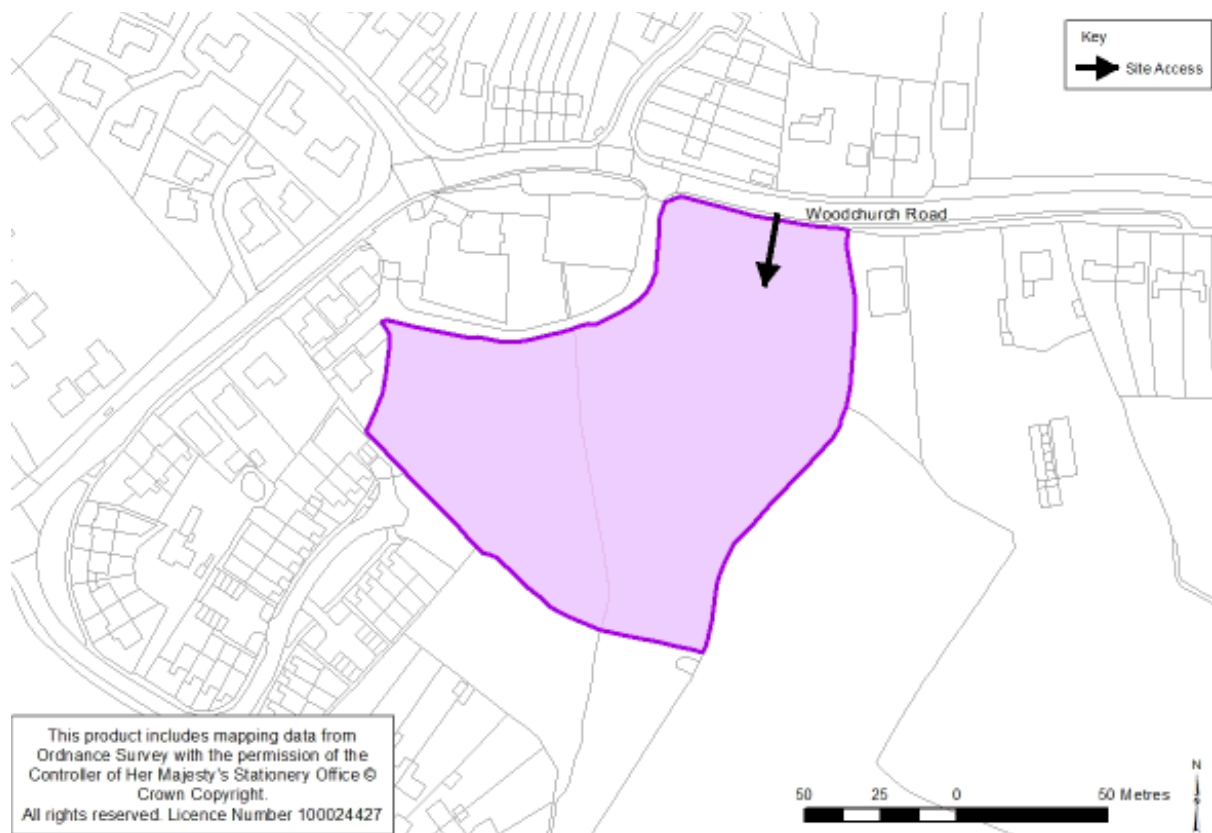 Key
Site Access
Woodchurch Road
This product includes mapping data from
Ordnance Survey with the permission of the
Controller of Her Majesty's Stationery Office ©
Crown Copyright.
All rights reserved. Licence Number 100024427
50 25 0 50 Metres
N